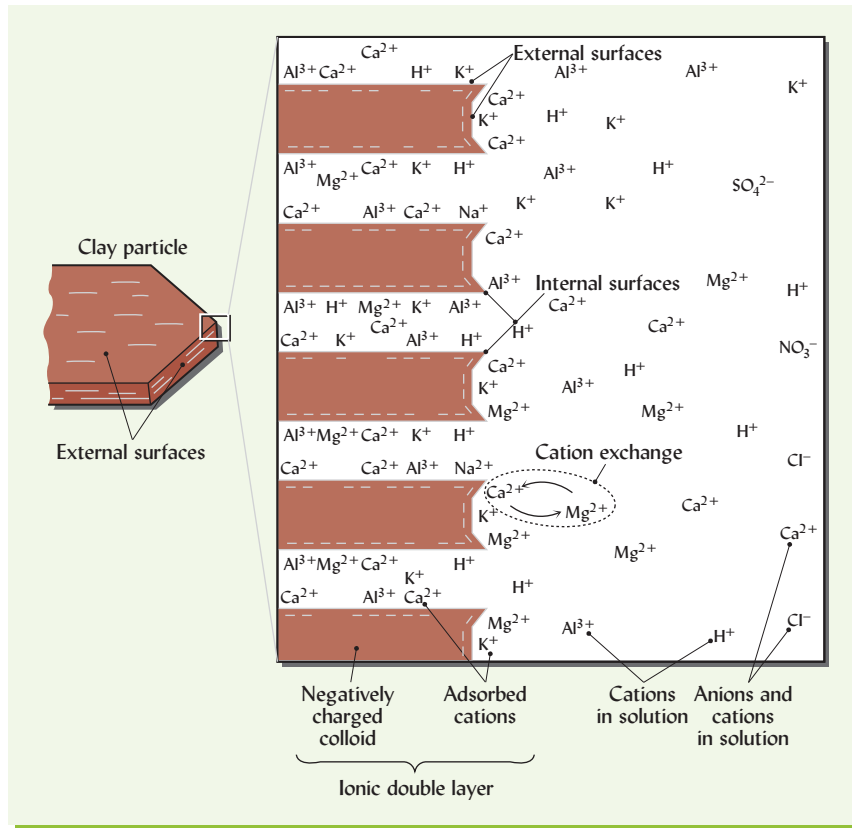 Ca²⁺
External surfaces
Al³⁺ Ca²⁺ H⁺ K⁺ Al³⁺ Al³⁺
K⁺
Ca²⁺
K⁺ H⁺ K⁺
Ca²⁺
Al³⁺ Ca²⁺ K⁺ H⁺ Al³⁺ H⁺
Mg²⁺ SO₄²⁻
K⁺ K⁺
Ca²⁺ Al³⁺ Ca²⁺ Na⁺
Ca²⁺
Clay particle
Al³⁺ Internal surfaces Mg²⁺ H⁺
Al³⁺ H⁺ Mg²⁺ K⁺ Al³⁺ Ca²⁺
Ca²⁺ H⁺ Ca²⁺
Ca²⁺ K⁺ Al³⁺ H⁺ NO₃⁻
Ca²⁺ H⁺
K⁺ Al³⁺
Mg²⁺ Mg²⁺
Al³⁺ Mg²⁺ Ca²⁺ K⁺ H⁺ H⁺
External surfaces
Cation exchange
Ca²⁺ Ca²⁺ Al³⁺ Na²⁺ Cl⁻
Ca²⁺ Ca²⁺
K⁺ Mg²⁺
Mg²⁺ Ca²⁺
Mg²⁺
Al³⁺ Mg²⁺ Ca²⁺ H⁺
K⁺ H⁺
Ca²⁺ Al³⁺ Ca²⁺
Mg²⁺ Al³⁺ H⁺ Cl⁻
K⁺
Negatively
charged
colloid
Adsorbed
cations
Cations
in solution
Anions and
cations
in solution
Ionic double layer